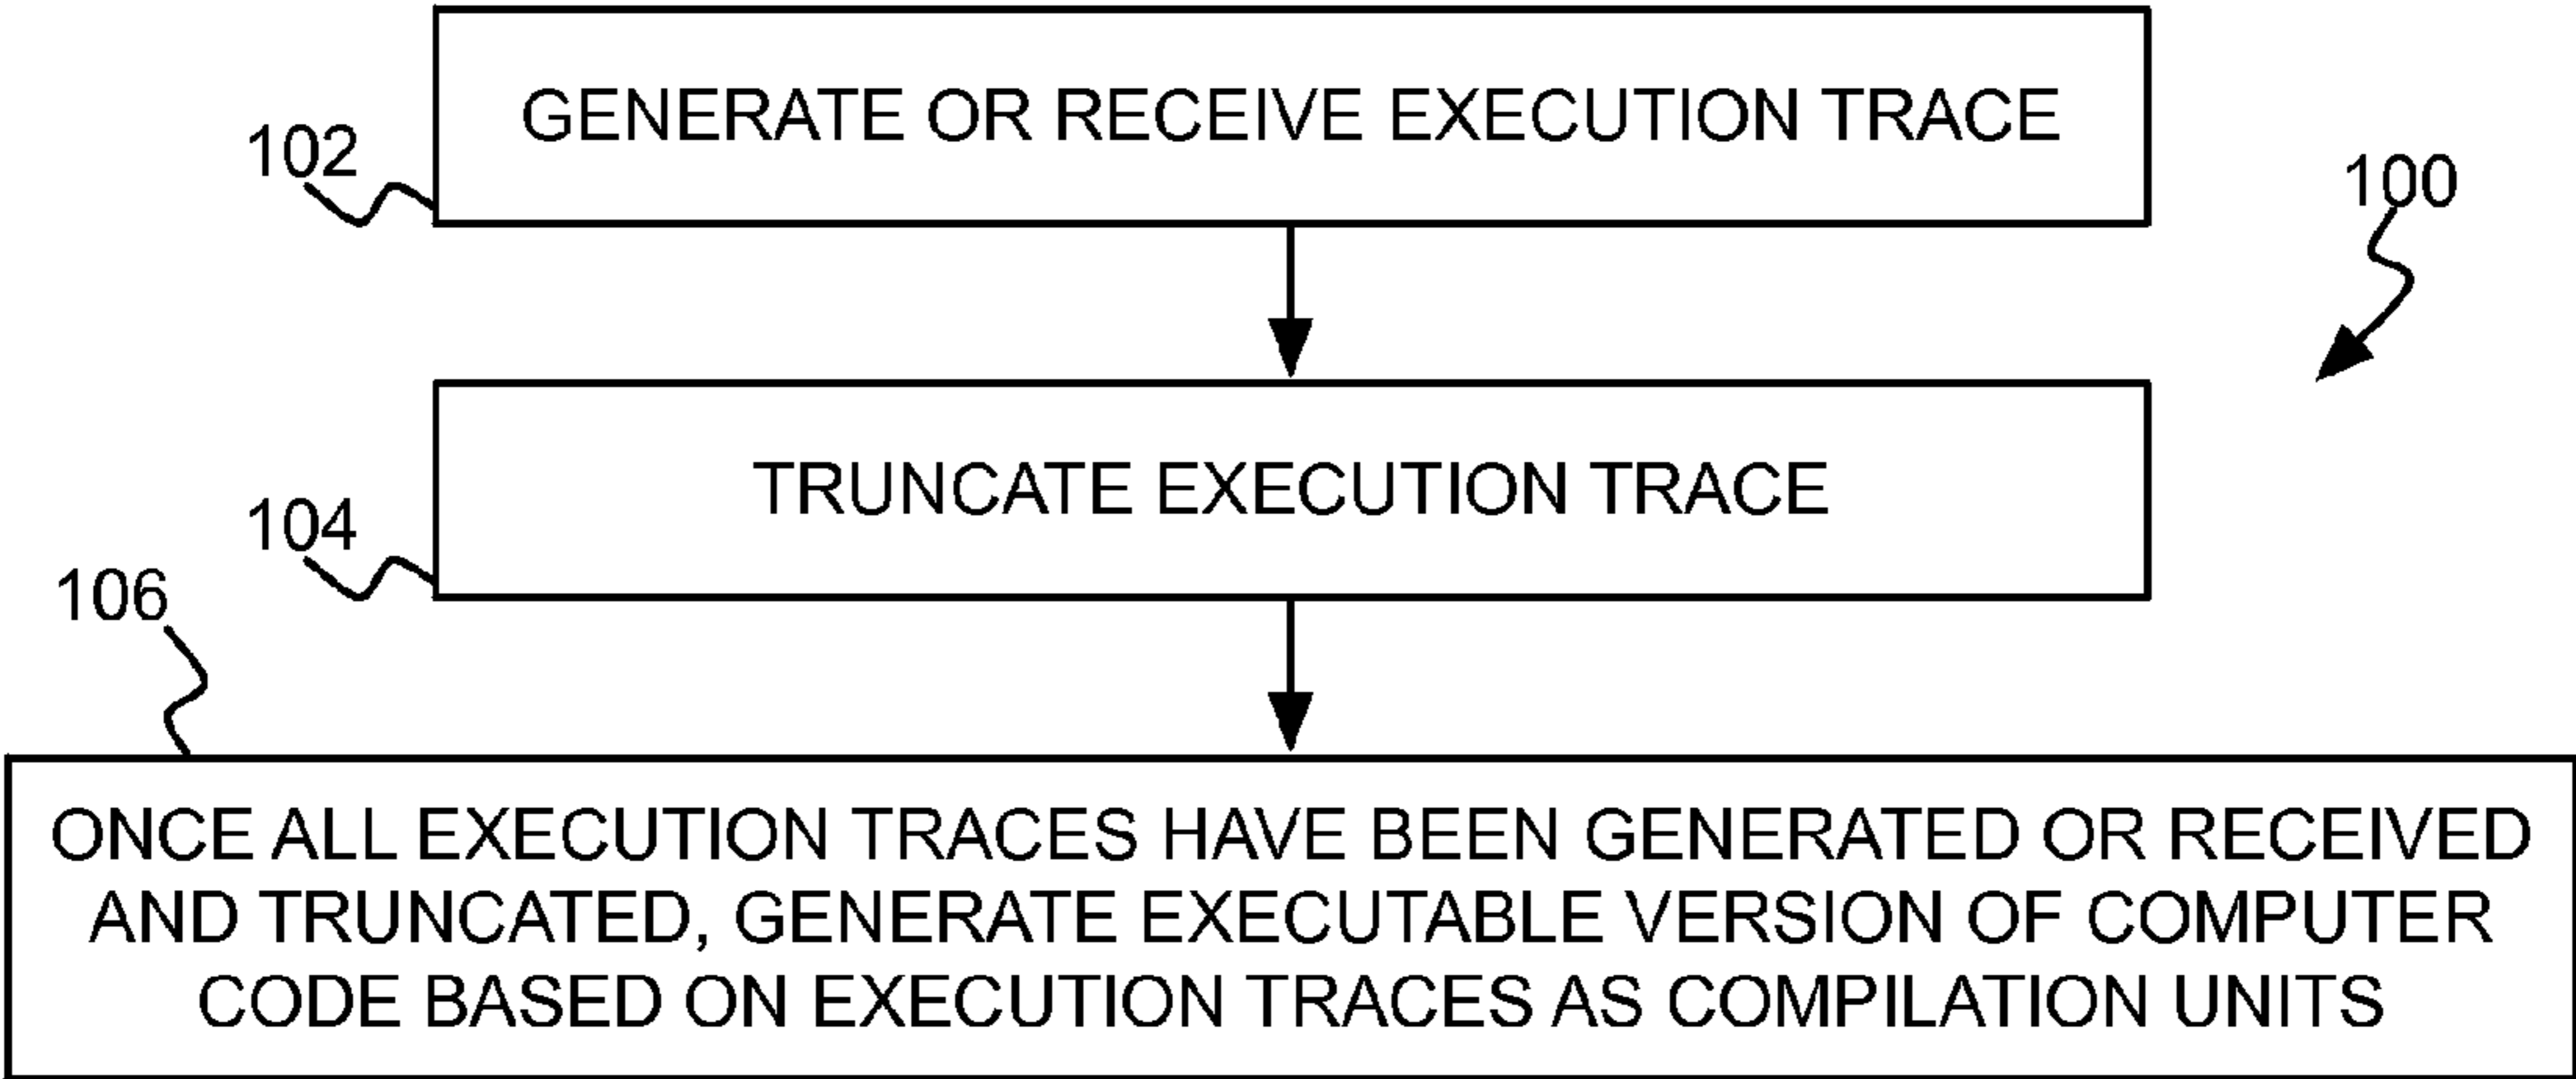 GENERATE OR RECEIVE EXECUTION TRACE
102
100
TRUNCATE EXECUTION TRACE
104
106
ONCE ALL EXECUTION TRACES HAVE BEEN GENERATED OR RECEIVED
AND TRUNCATED, GENERATE EXECUTABLE VERSION OF COMPUTER
CODE BASED ON EXECUTION TRACES AS COMPILATION UNITS